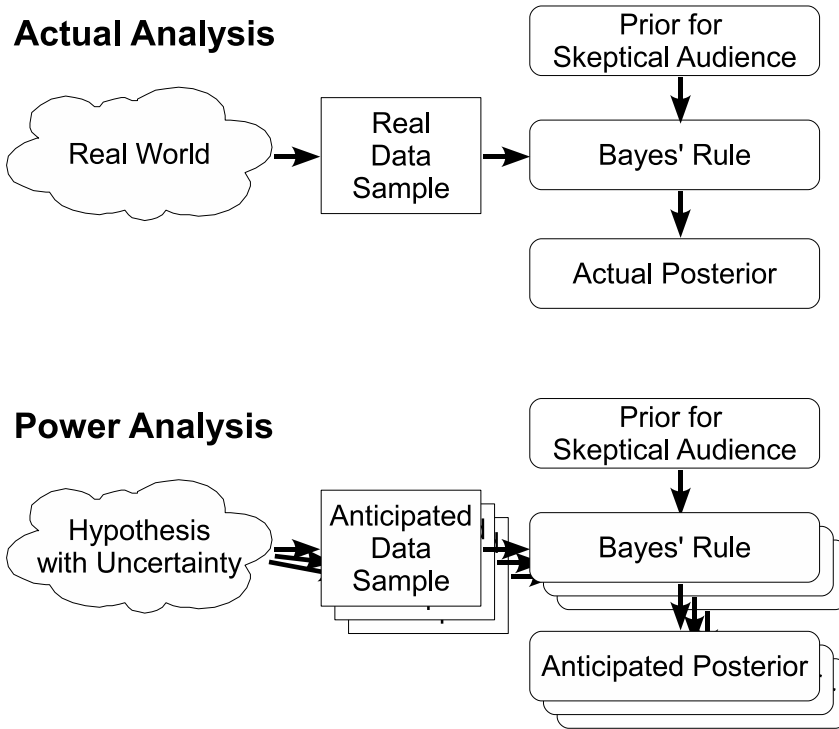 Actual Analysis
Prior for
Skeptical Audience
Real World
Real
Data
Sample
Bayes' Rule
Actual Posterior
Power Analysis
Prior for
Skeptical Audience
Hypothesis
with Uncertainty
Anticipated
Data
Sample
Bayes' Rule
Anticipated Posterior